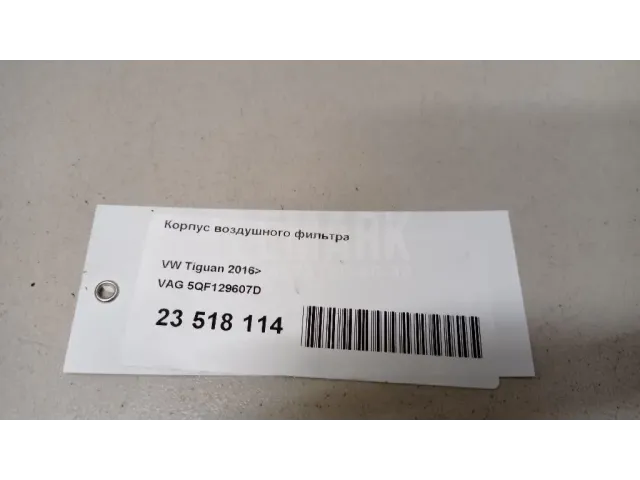 Корпус воздушного фильтра
VW Tiguan 2016>
VAG 5QF129607D
23 518 114